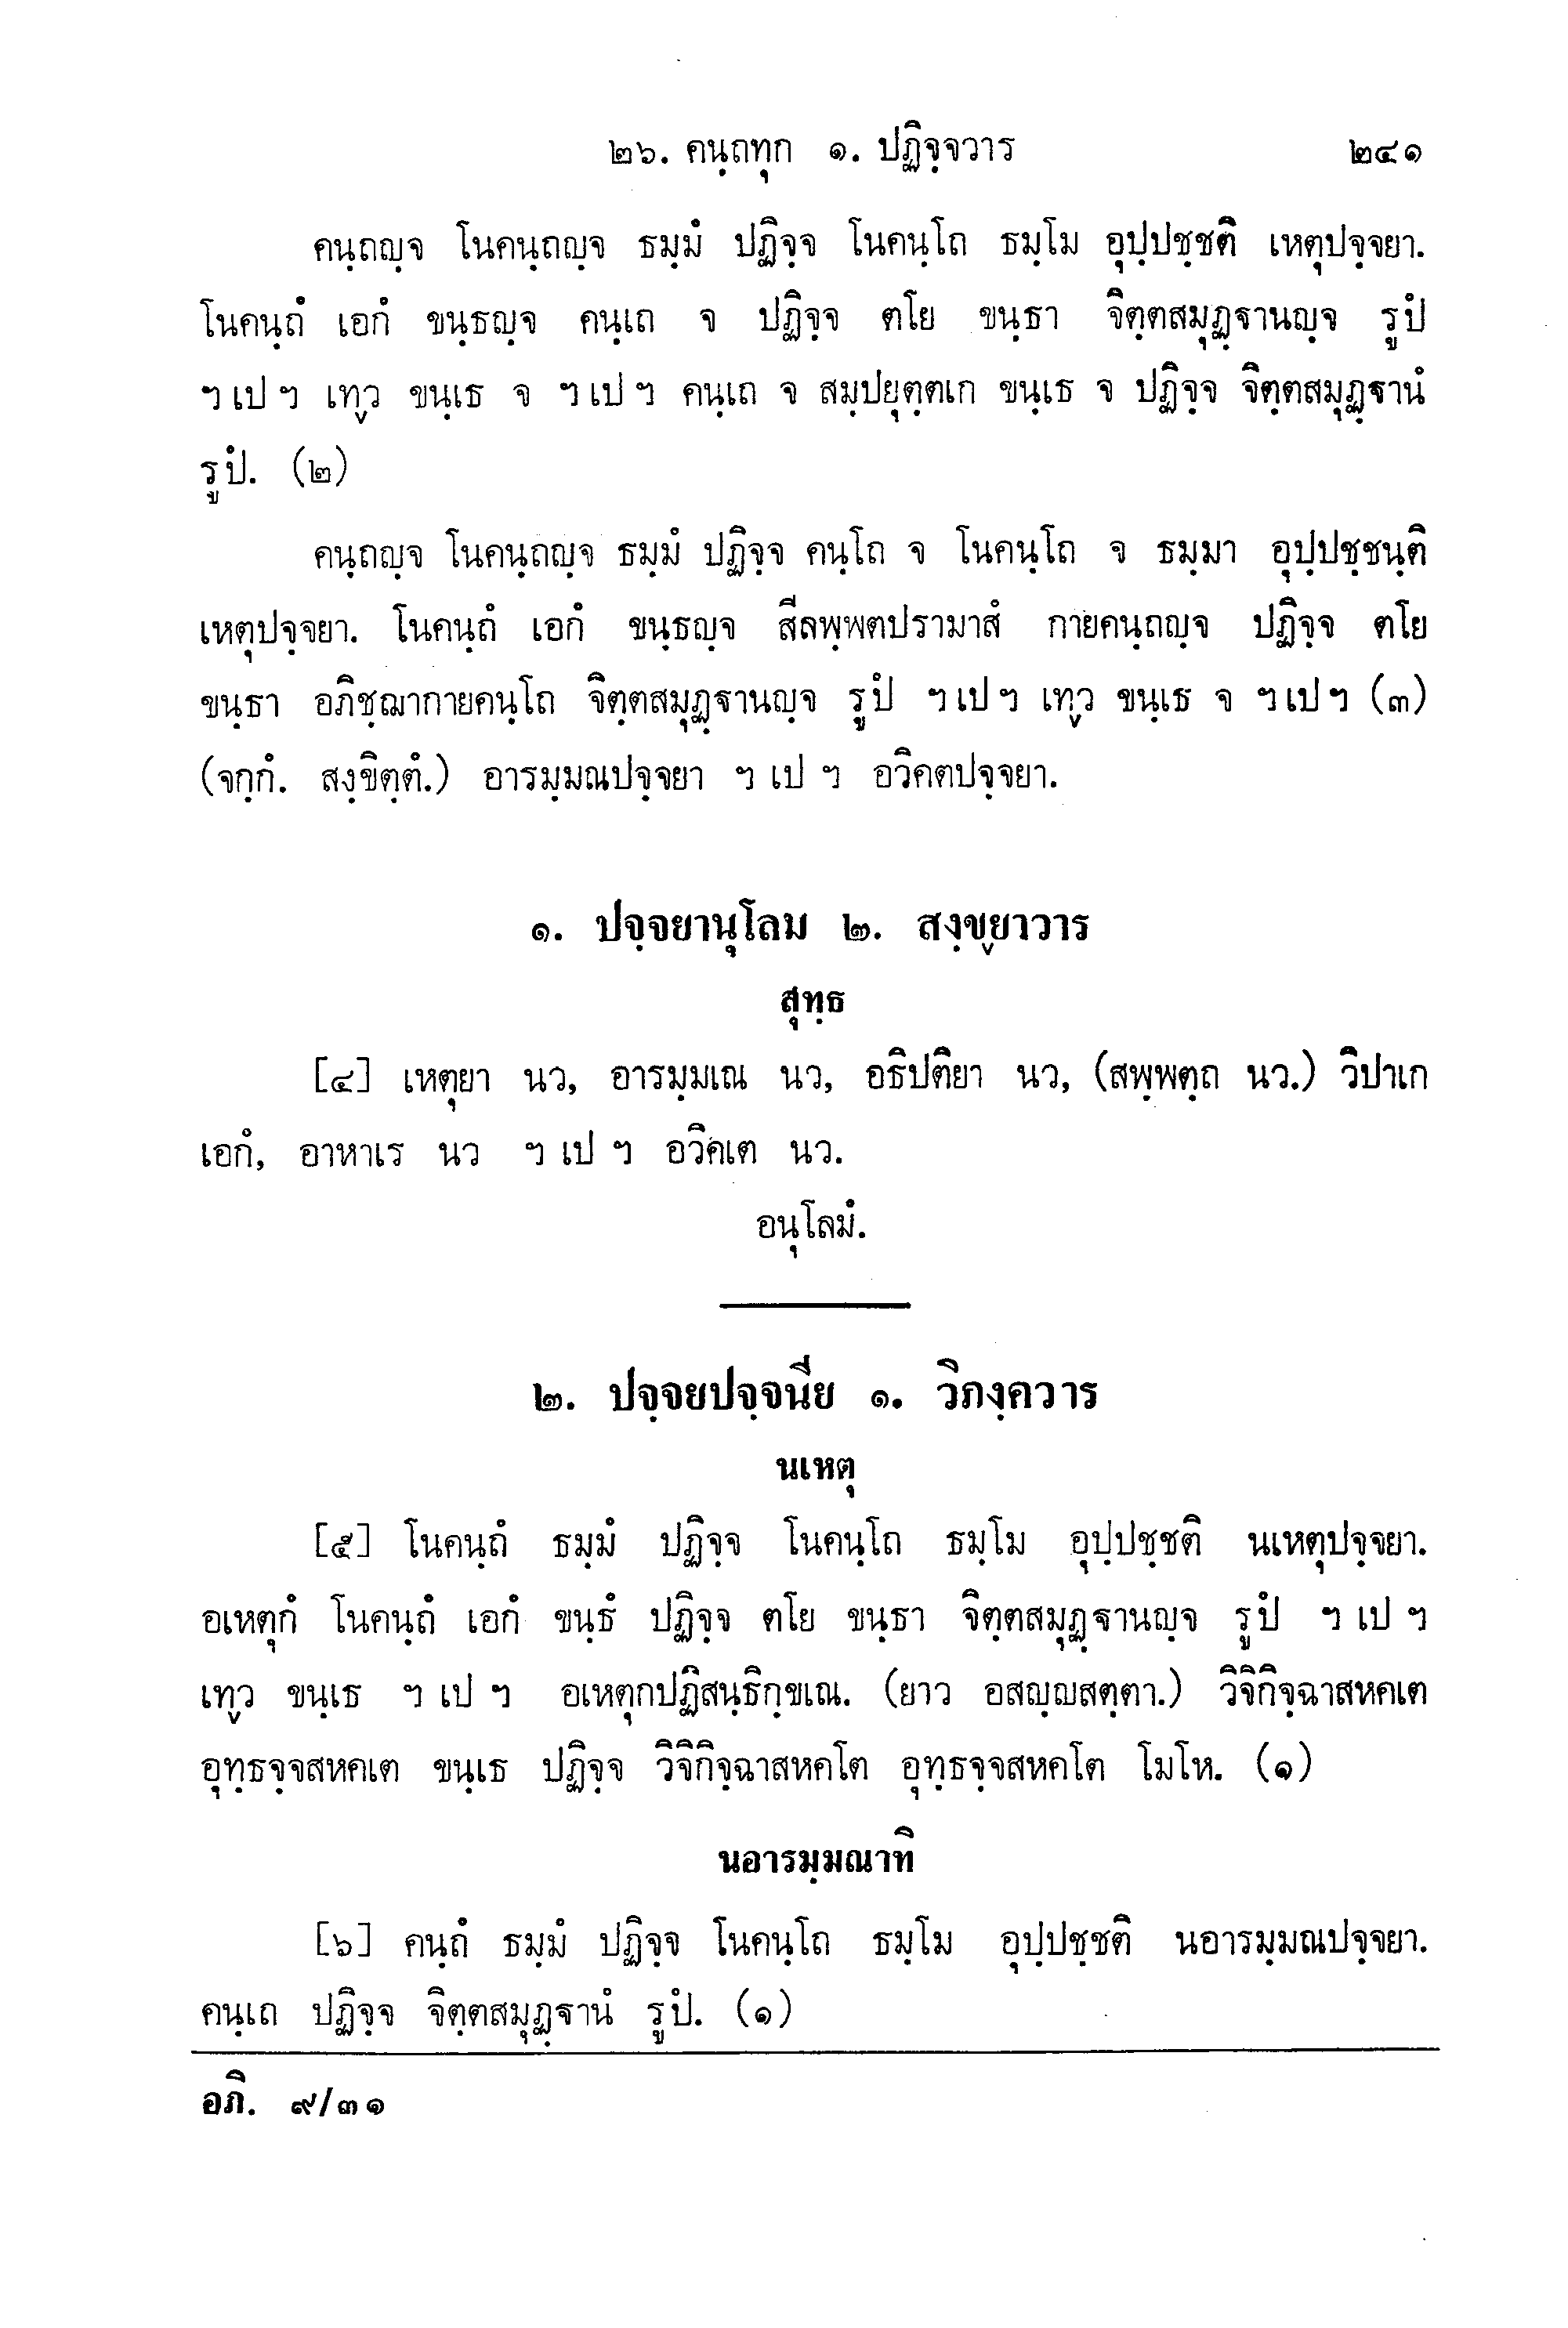 ๒๖. คนฺถทุก ๑. ปฏิจฺจวาร ๒๔๑
คนฺถญฺจ โนคนฺถญฺจ ธมฺมํ ปฏิจฺจ โนคนฺโถ ธมฺโม อุปฺปชฺชติ เหตุปจฺจยา.
โนคนฺถํ เอกํ ขนฺธญฺจ คนฺเถ จ ปฏิจฺจ ตโย ขนฺธา จิตฺตสมุฏฺฐานญฺจ รูปํ
ฯ เป ฯ เทฺว ขนฺเธ จ ฯ เป ฯ คนฺเถ จ สมฺปยุตฺตเก ขนฺเธ จ ปฏิจฺจ จิตฺตสมุฏฺฐานํ
รูปํ. (๒)
คนฺถญฺจ โนคนฺถญฺจ ธมฺมํ ปฏิจฺจ คนฺโถ จ โนคนฺโถ จ ธมฺมา อุปฺปชฺชนฺติ
เหตุปจฺจยา. โนคนฺถํ เอกํ ขนฺธญฺจ สีลพฺพตปรามาสํ กายคนฺถญฺจ ปฏิจฺจ ตโย
ขนฺธา อภิชฺฌากายคนฺโถ จิตฺตสมุฏฺฐานญฺจ รูปํ ฯ เป ฯ เทฺว ขนฺเธ จ ฯ เป ฯ (๓)
(จกฺกํ. สงฺขิตฺตํ.) อารมฺมณปจฺจยา ฯ เป ฯ อวิคตปจฺจยา.
๑. ปจฺจยานุโลม ๒. สงฺขฺยาวาร
สุทฺธ
[๔] เหตุยา นว, อารมฺมเณ นว, อธิปติยา นว, (สพฺพตฺถ นว.) วิปาเก
เอกํ, อาหาเร นว ฯ เป ฯ อวิคเต นว.
อนุโลมํ.
๒. ปจฺจยปจฺจนีย ๑. วิภงฺควาร
นเหตุ
[๕] โนคนฺถํ ธมฺมํ ปฏิจฺจ โนคนฺโถ ธมฺโม อุปฺปชฺชติ นเหตุปจฺจยา.
อเหตุกํ โนคนฺถํ เอกํ ขนฺธํ ปฏิจฺจ ตโย ขนฺธา จิตฺตสมุฏฺฐานญฺจ รูปํ ฯ เป ฯ
เทฺว ขนฺเธ ฯ เป ฯ อเหตุกปฏิสนฺธิกฺขเณ. (ยาว อสญฺญสตฺตา.) วิจิกิจฺฉาสหคเต
อุทฺธจฺจสหคเต ขนฺเธ ปฏิจฺจ วิจิกิจฺฉาสหคโต อุทฺธจฺจสหคโต โมโห. (๑)
นอารมฺมณาทิ
[๖] คนฺถํ ธมฺมํ ปฏิจฺจ โนคนฺโถ ธมฺโม อุปฺปชฺชติ นอารมฺมณปจฺจยา.
คนฺเถ ปฏิจฺจ จิตฺตสมุฏฺฐานํ รูปํ. (๑)
อภิ. ๙/๓๑